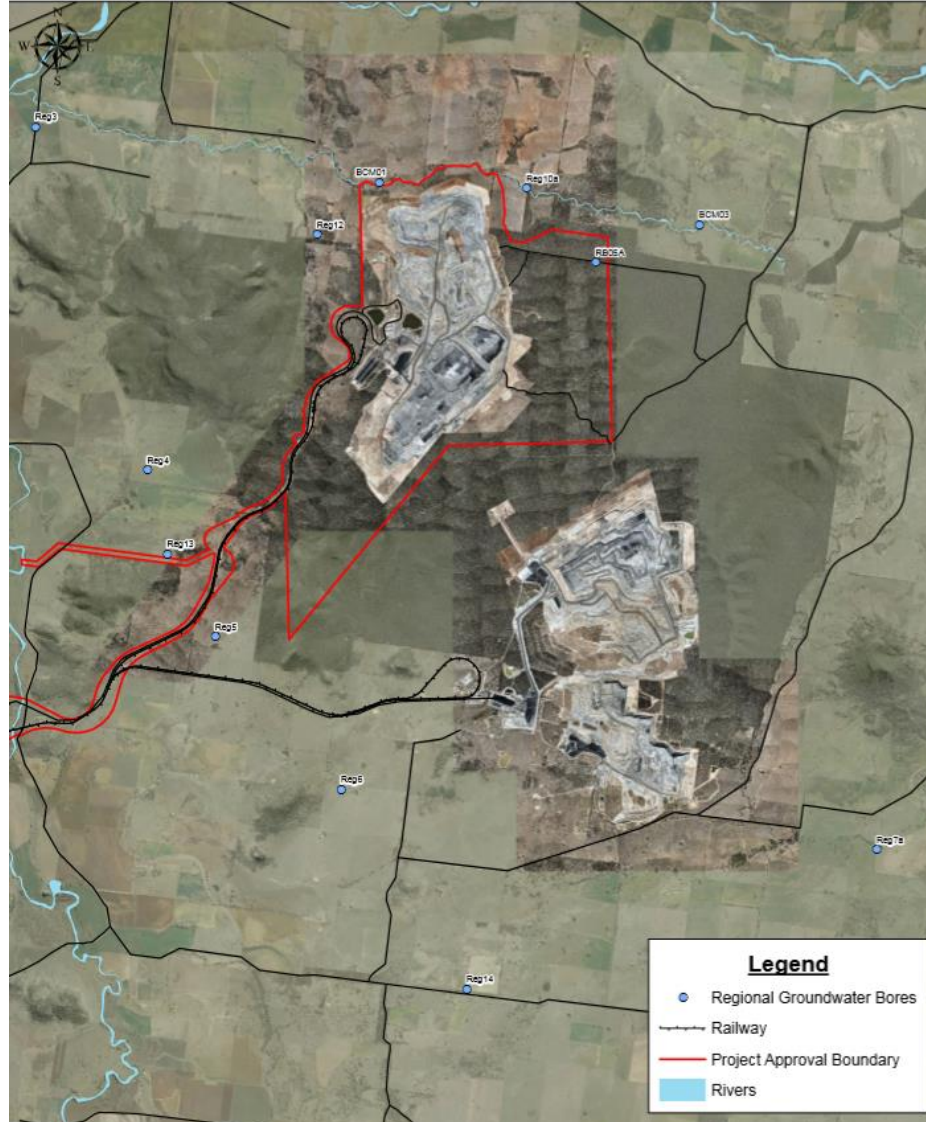 N
W E
S
Reg3
BCM01
Reg10a
BCM03
Reg12
RB05A
Reg4
Reg13
Reg5
Reg6
Reg7a
Reg14
Legend
Regional Groundwater Bores
Railway
Project Approval Boundary
Rivers